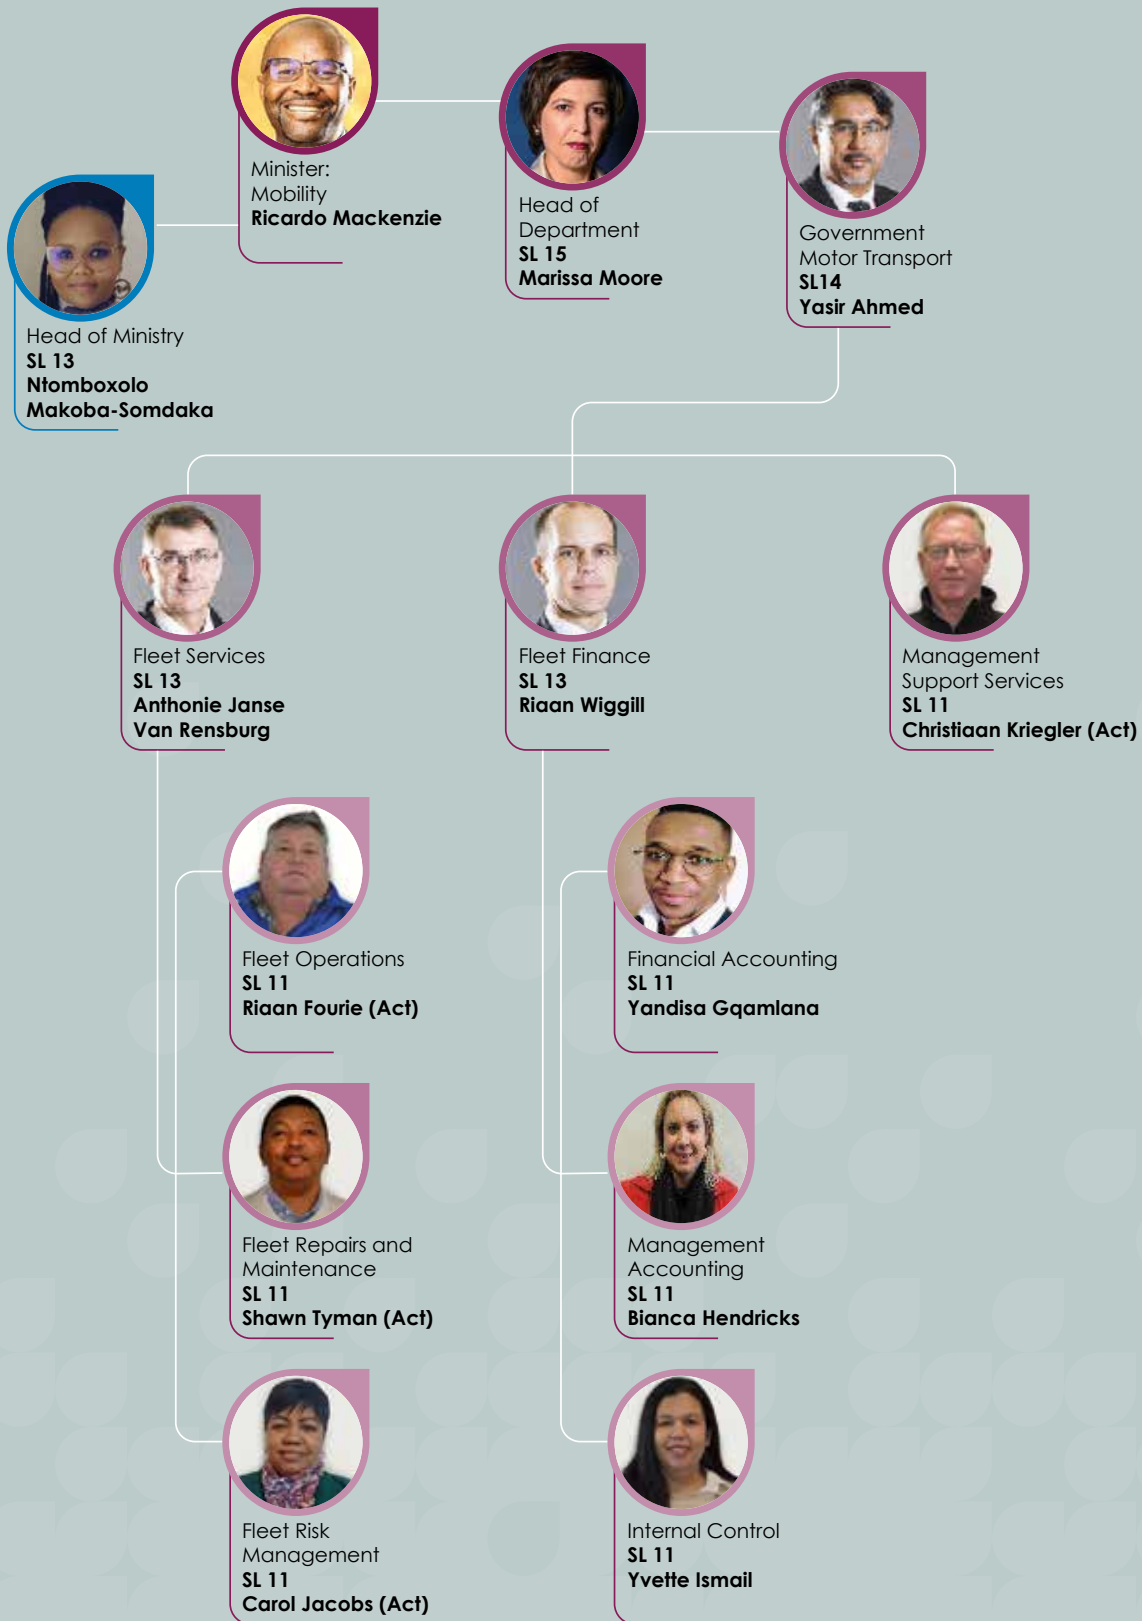 Minister:
Mobility
Ricardo Mackenzie
Head of
Department
SL 15
Marissa Moore
Government
Motor Transport
SL14
Yasir Ahmed
Head of Ministry
SL 13
Ntomboxolo
Makoba-Somdaka
Fleet Services
SL 13
Anthonie Janse
Van Rensburg
Fleet Finance
SL 13
Riaan Wiggill
Management
Support Services
SL 11
Christiaan Kriegler (Act)
Fleet Operations
SL 11
Riaan Fourie (Act)
Financial Accounting
SL 11
Yandisa Gqamlana
Fleet Repairs and
Maintenance
SL 11
Shawn Tyman (Act)
Management
Accounting
SL 11
Bianca Hendricks
Fleet Risk
Management
SL 11
Carol Jacobs (Act)
Internal Control
SL 11
Yvette Ismail